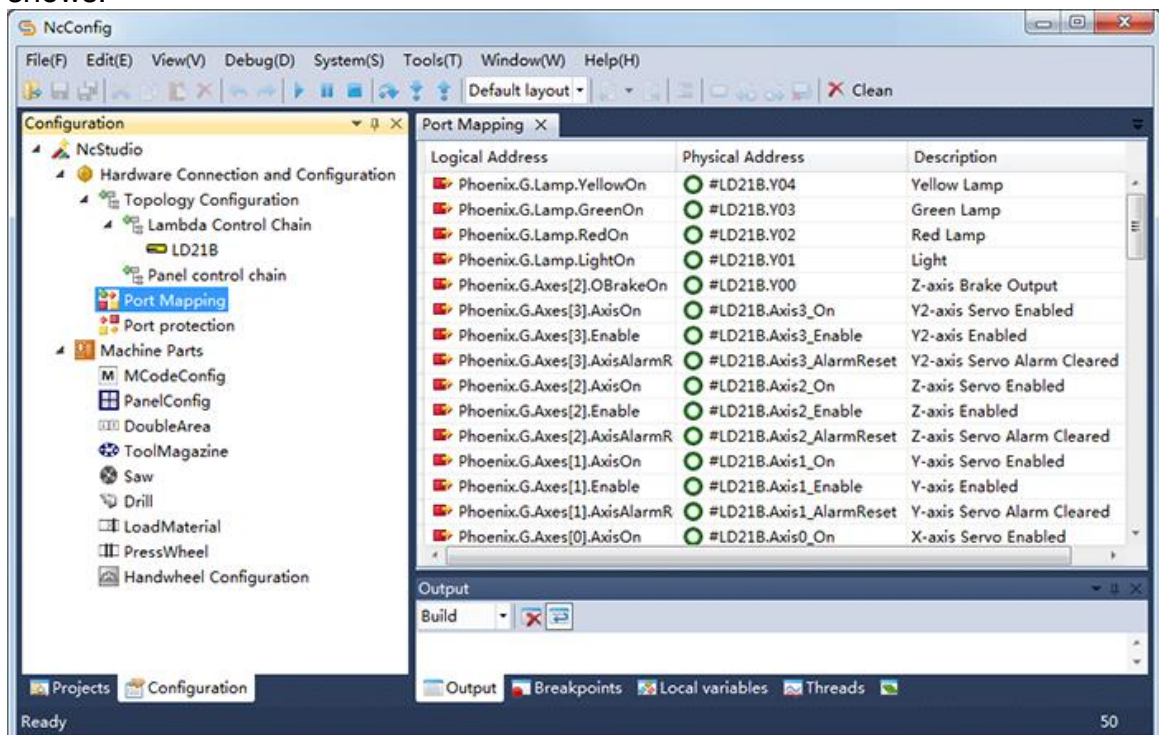 NcConfig
File(F) Edit(E) View(V) Debug(D) System(S) Tools(T) Window(W) Help(H)
Default layout Clean
Configuration
NcStudio
Hardware Connection and Configuration
Topology Configuration
Lambda Control Chain
LD21B
Panel control chain
Port Mapping
Port protection
Machine Parts
M MCodeConfig
PanelConfig
DoubleArea
ToolMagazine
Saw
Drill
LoadMaterial
PressWheel
Handwheel Configuration
Projects Configuration
Port Mapping
Logical Address Physical Address Description
Phoenix.G.Lamp.YellowOn #LD21B.Y04 Yellow Lamp
Phoenix.G.Lamp.GreenOn #LD21B.Y03 Green Lamp
Phoenix.G.Lamp.RedOn #LD21B.Y02 Red Lamp
Phoenix.G.Lamp.LightOn #LD21B.Y01 Light
Phoenix.G.Axes[2].OBrakeOn #LD21B.Y00 Z-axis Brake Output
Phoenix.G.Axes[3].AxisOn #LD21B.Axis3_On Y2-axis Servo Enabled
Phoenix.G.Axes[3].Enable #LD21B.Axis3_Enable Y2-axis Enabled
Phoenix.G.Axes[3].AxisAlarmR #LD21B.Axis3_AlarmReset Y2-axis Servo Alarm Cleared
Phoenix.G.Axes[2].AxisOn #LD21B.Axis2_On Z-axis Servo Enabled
Phoenix.G.Axes[2].Enable #LD21B.Axis2_Enable Z-axis Enabled
Phoenix.G.Axes[2].AxisAlarmR #LD21B.Axis2_AlarmReset Z-axis Servo Alarm Cleared
Phoenix.G.Axes[1].AxisOn #LD21B.Axis1_On Y-axis Servo Enabled
Phoenix.G.Axes[1].Enable #LD21B.Axis1_Enable Y-axis Enabled
Phoenix.G.Axes[1].AxisAlarmR #LD21B.Axis1_AlarmReset Y-axis Servo Alarm Cleared
Phoenix.G.Axes[0].AxisOn #LD21B.Axis0_On X-axis Servo Enabled
Output
Build
Output Breakpoints Local variables Threads
Ready 50